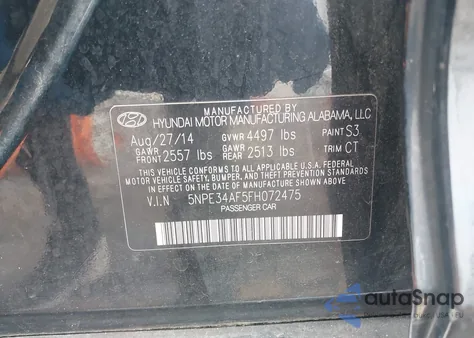 MANUFACTURED BY
HYUNDAI MOTOR MANUFACTURING ALABAMA, LLC
Aug/27/14 GVWR 4497 lbs PAINT S3
GAWR FRONT 2557 lbs GAWR REAR 2513 lbs TRIM CT
THIS VEHICLE CONFORMS TO ALL APPLICABLE U.S.A. FEDERAL
MOTOR VEHICLE SAFETY, BUMPER, AND THEFT PREVENTION
STANDARDS IN EFFECT ON THE DATE OF MANUFACTURE
SHOWN ABOVE.
V.I.N 5NPE34AF5FH072475
PASSENGER CAR
autoSnap